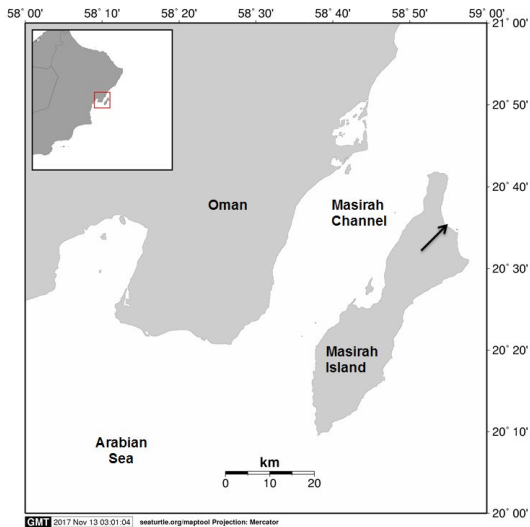 58° 00' 58° 10' 58° 20' 58° 30' 58° 40' 58° 50' 59° 00'
21° 00'
20° 50'
20° 40'
20° 30'
20° 20'
20° 10'
20° 00'
Oman
Masirah
Channel
Masirah
Island
Arabian
Sea
km
0 10 20
GMT 2017 Nov 13 03:01:04 seaturtle.org/maptool Projection: Mercator